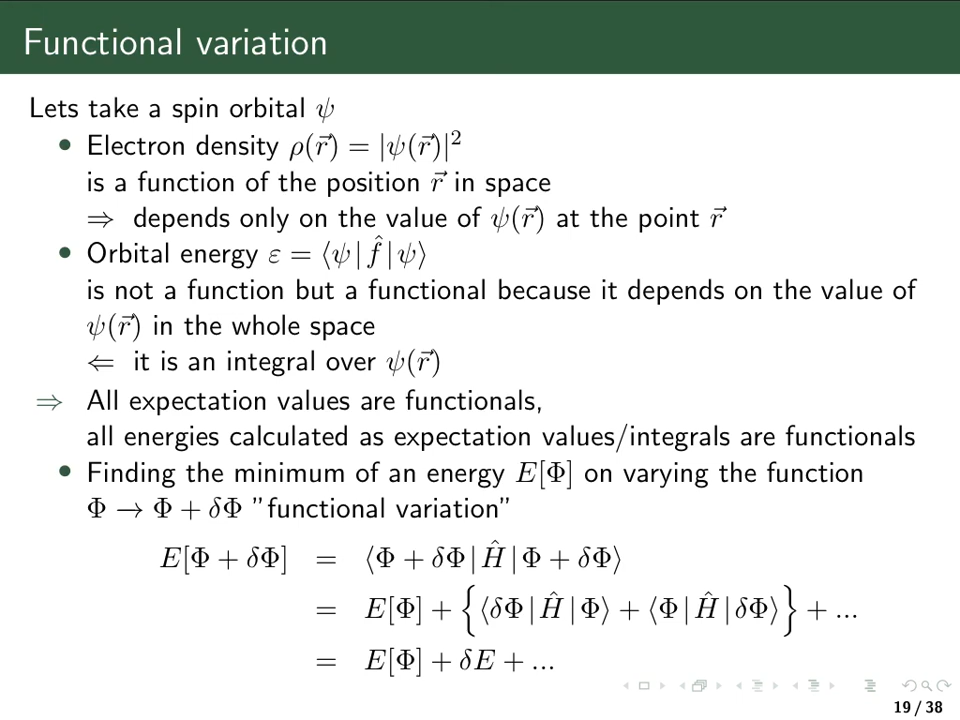 Functional variation
Lets take a spin orbital ψ
• Electron density ρ(r⃗) = |ψ(r⃗)|²
is a function of the position r⃗ in space
⇒ depends only on the value of ψ(r⃗) at the point r⃗
• Orbital energy ε = ⟨ψ| f̂ |ψ⟩
is not a function but a functional because it depends on the value of
ψ(r⃗) in the whole space
⇐ it is an integral over ψ(r⃗)
⇒ All expectation values are functionals,
all energies calculated as expectation values/integrals are functionals
• Finding the minimum of an energy E[Φ] on varying the function
Φ → Φ + δΦ ”functional variation”
E[Φ + δΦ] = ⟨Φ + δΦ| Ĥ |Φ + δΦ⟩
= E[Φ] + {⟨δΦ| Ĥ |Φ⟩ + ⟨Φ| Ĥ |δΦ⟩} + ...
= E[Φ] + δE + ...
19 / 38